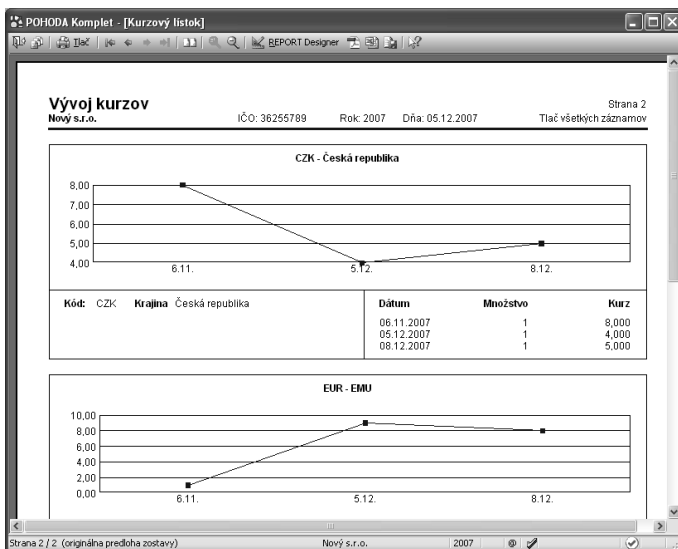 POHODA Komplet - [Kurzový lístok]
Tlač REPORT Designer
Vývoj kurzov
Strana 2
Nový s.r.o. IČO: 36255789 Rok: 2007 Dňa: 05.12.2007 Tlač všetkých záznamov
CZK - Česká republika
8,00
7,00
6,00
5,00
4,00
6.11. 5.12. 8.12.
Kód: CZK Krajina Česká republika
Dátum Množstvo Kurz
06.11.2007 1 8,000
05.12.2007 1 4,000
08.12.2007 1 5,000
EUR - EMU
10,00
8,00
6,00
4,00
2,00
0,00
6.11. 5.12. 8.12.
Strana 2 / 2 (originálna predloha zostavy) Nový s.r.o. 2007 @